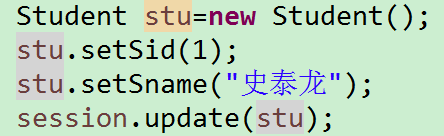 Student stu=new Student();
stu.setSid(1);
stu.setSname("史泰龙");
session.update(stu);